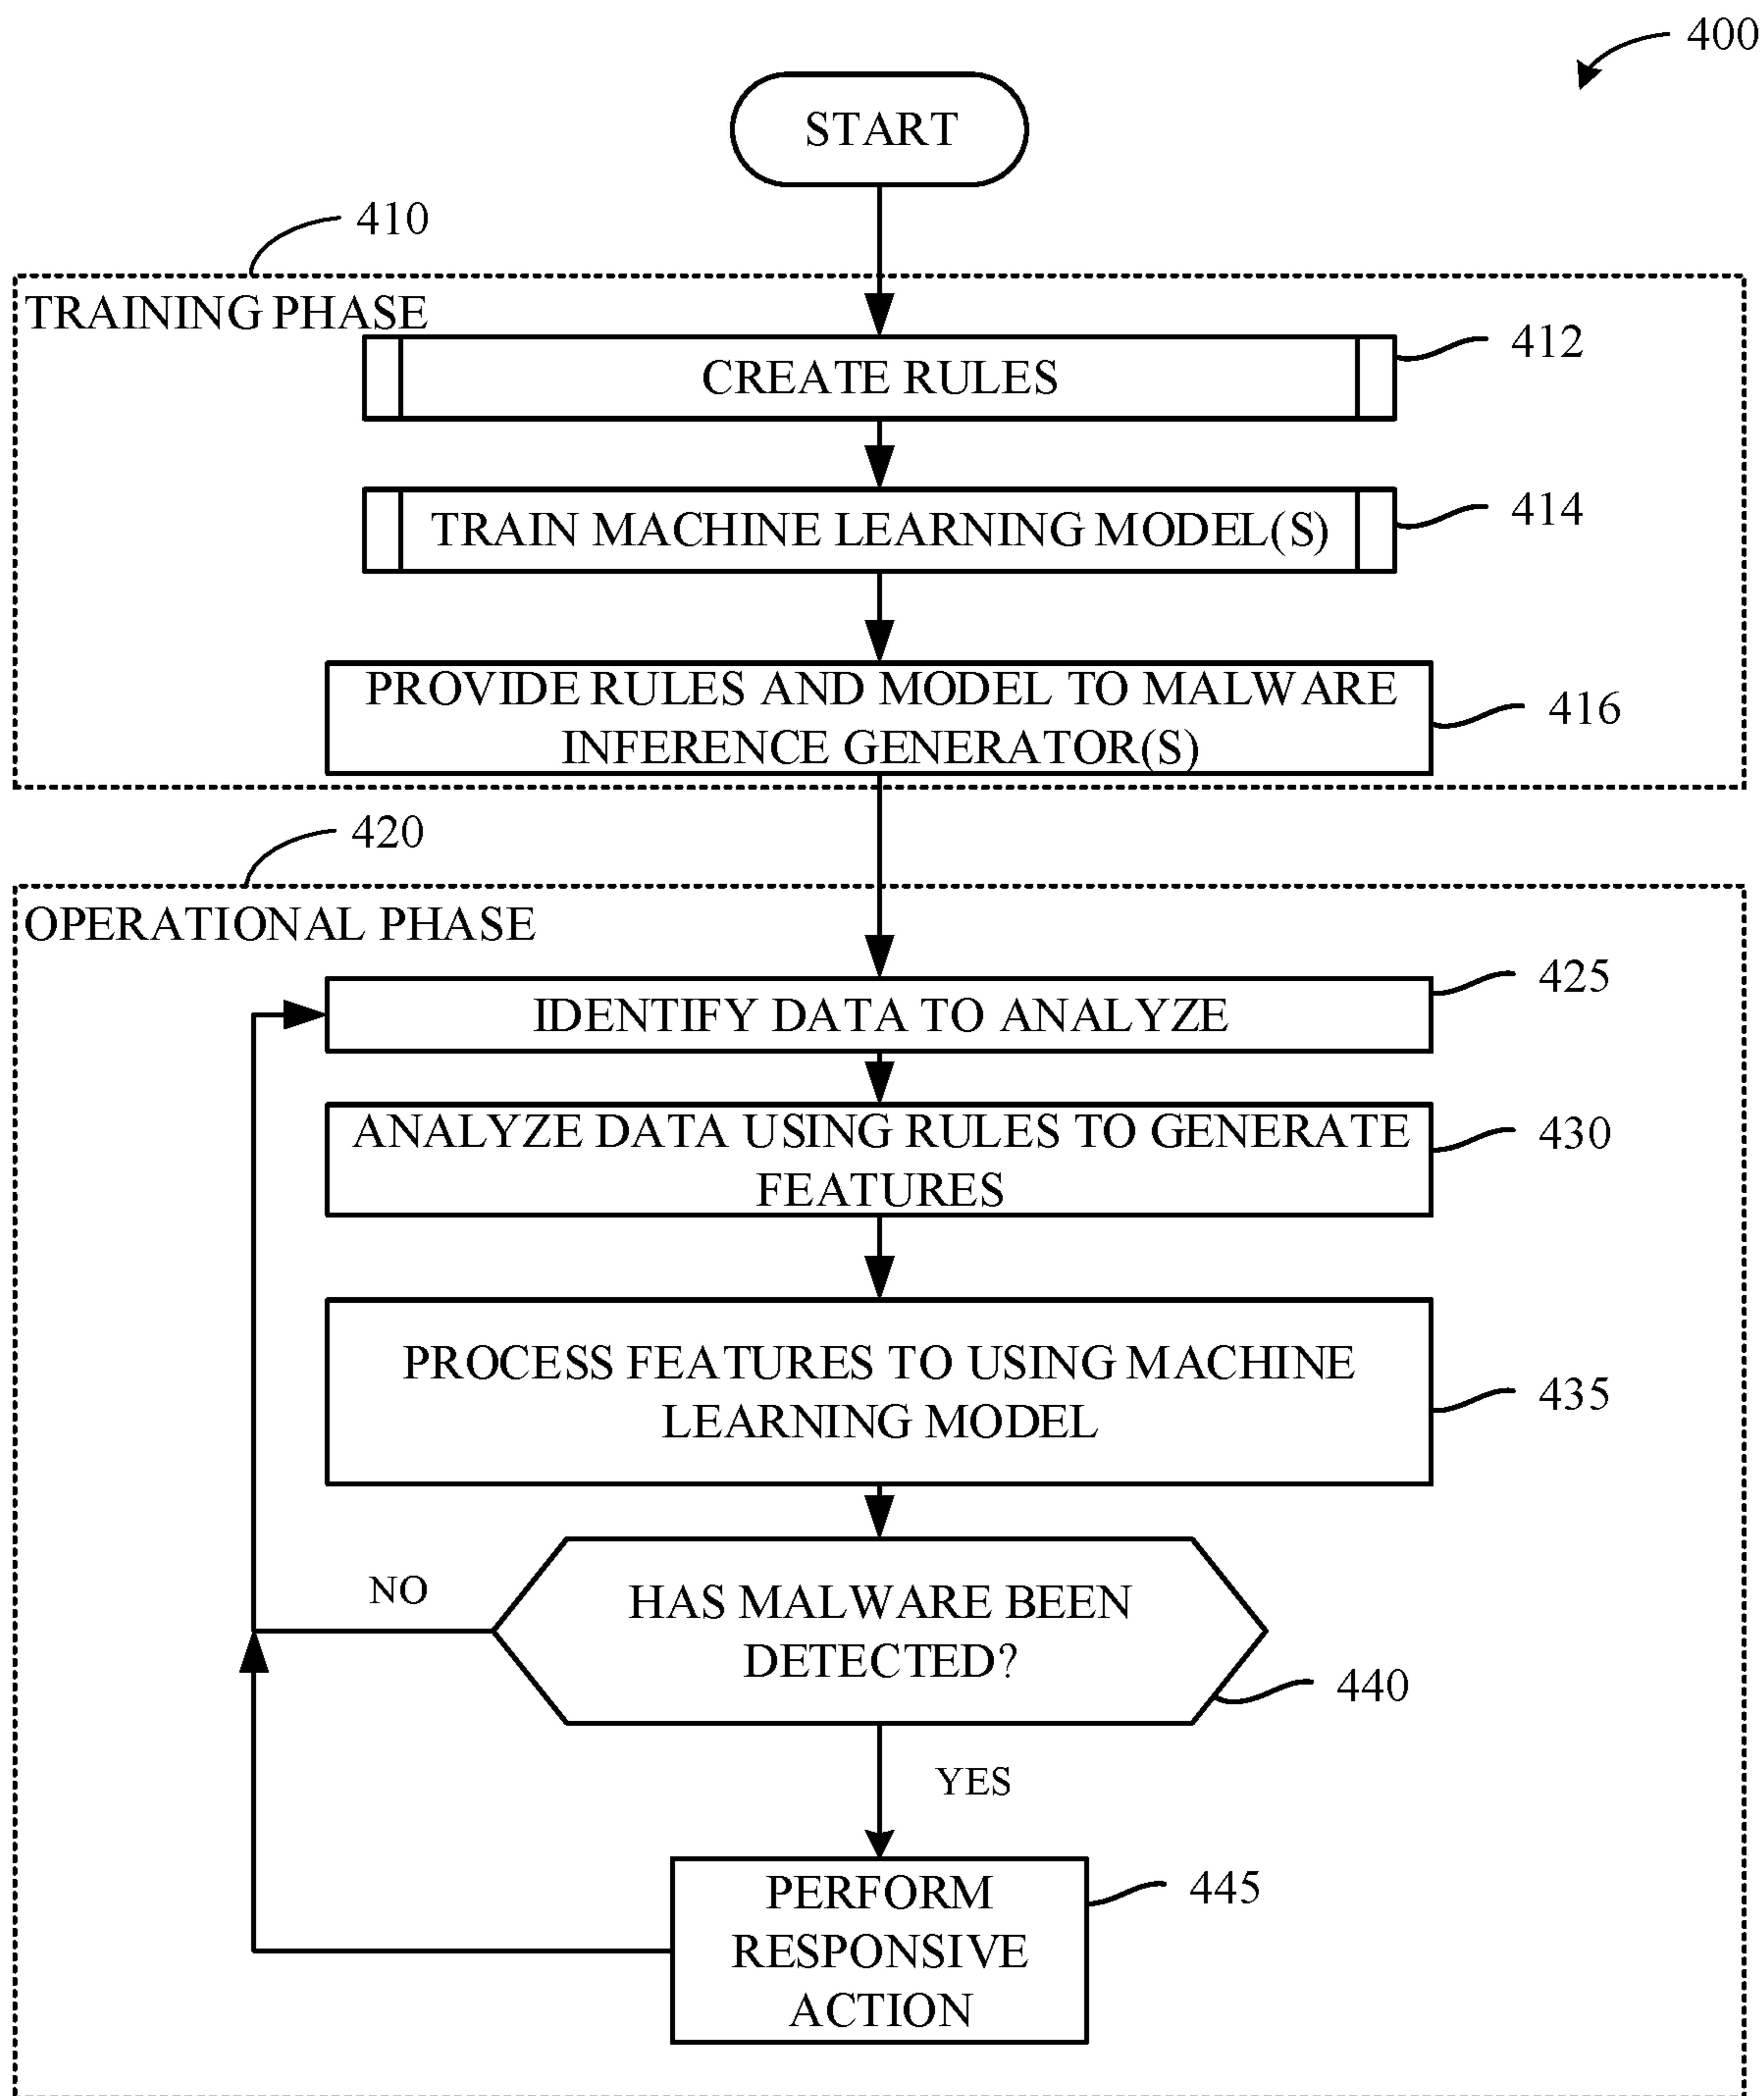 400
START
410
TRAINING PHASE
412
CREATE RULES
TRAIN MACHINE LEARNING MODEL(S)
414
PROVIDE RULES AND MODEL TO MALWARE
INFERENCE GENERATOR(S)
416
420
OPERATIONAL PHASE
IDENTIFY DATA TO ANALYZE
425
ANALYZE DATA USING RULES TO GENERATE
FEATURES
430
PROCESS FEATURES TO USING MACHINE
LEARNING MODEL
435
NO
HAS MALWARE BEEN
DETECTED?
440
YES
PERFORM
RESPONSIVE
ACTION
445